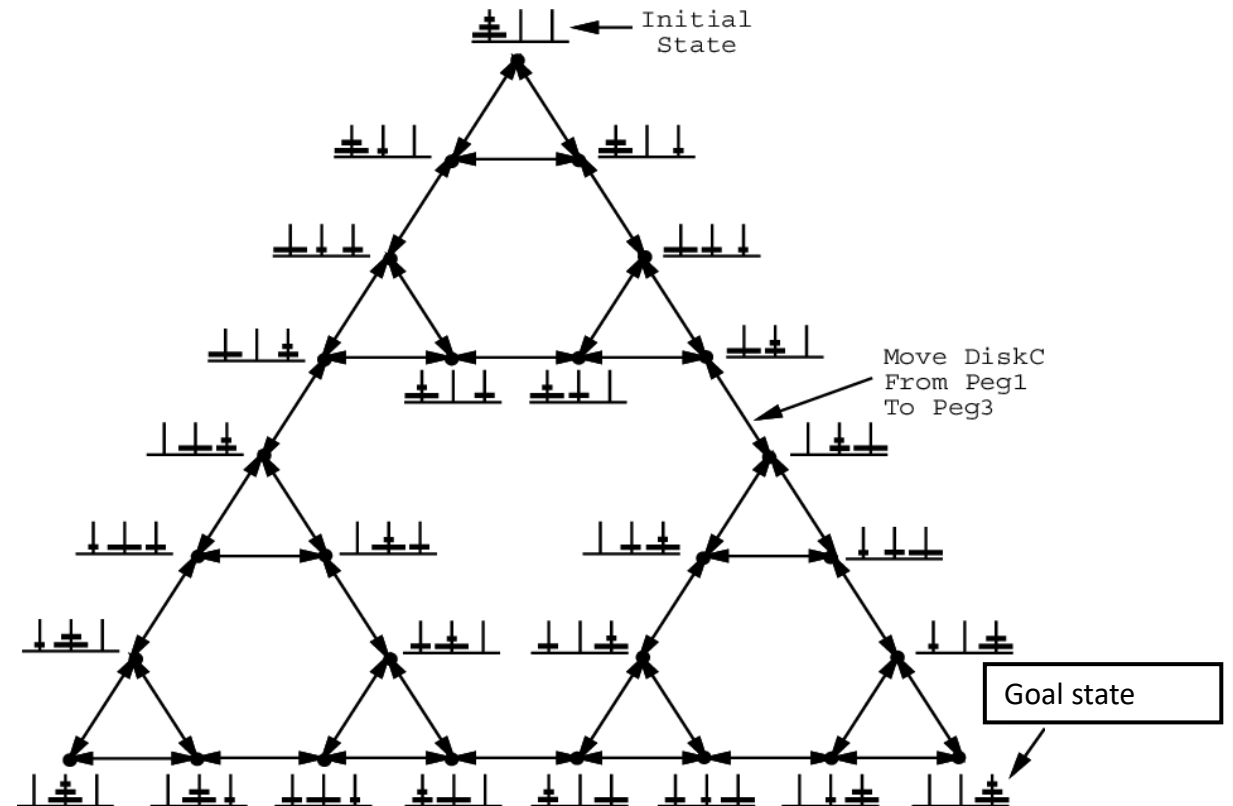 Initial
State
Move DiskC
From Peg1
To Peg3
Goal state